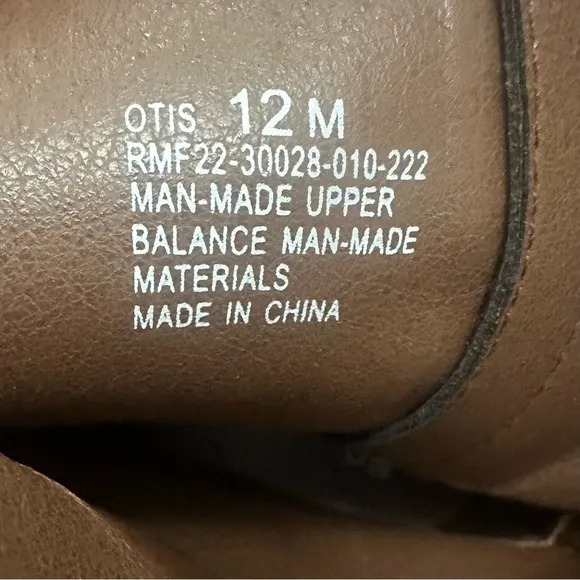 OTIS 12 M
RMF22-30028-010-222
MAN-MADE UPPER
BALANCE MAN-MADE
MATERIALS
MADE IN CHINA